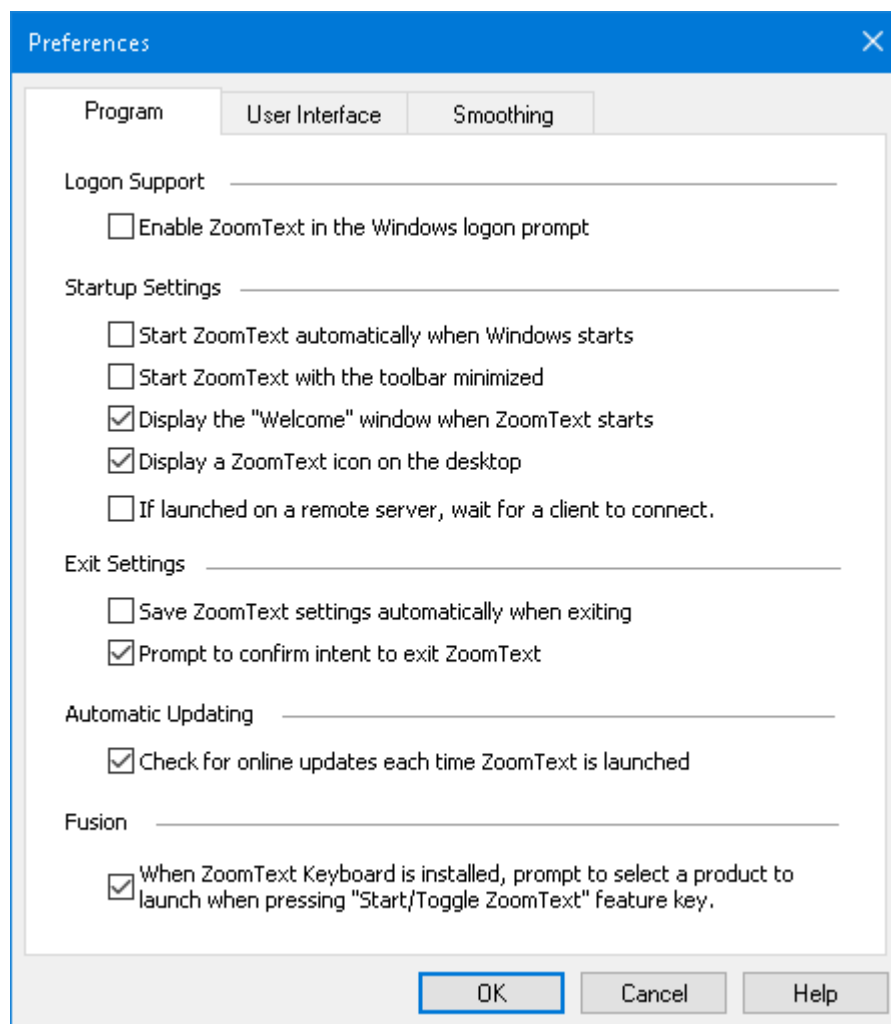 Preferences
Program
User Interface
Smoothing
Logon Support
Enable ZoomText in the Windows logon prompt
Startup Settings
Start ZoomText automatically when Windows starts
Start ZoomText with the toolbar minimized
Display the "Welcome" window when ZoomText starts
Display a ZoomText icon on the desktop
If launched on a remote server, wait for a client to connect.
Exit Settings
Save ZoomText settings automatically when exiting
Prompt to confirm intent to exit ZoomText
Automatic Updating
Check for online updates each time ZoomText is launched
Fusion
When ZoomText Keyboard is installed, prompt to select a product to
launch when pressing "Start/Toggle ZoomText" feature key.
OK
Cancel
Help